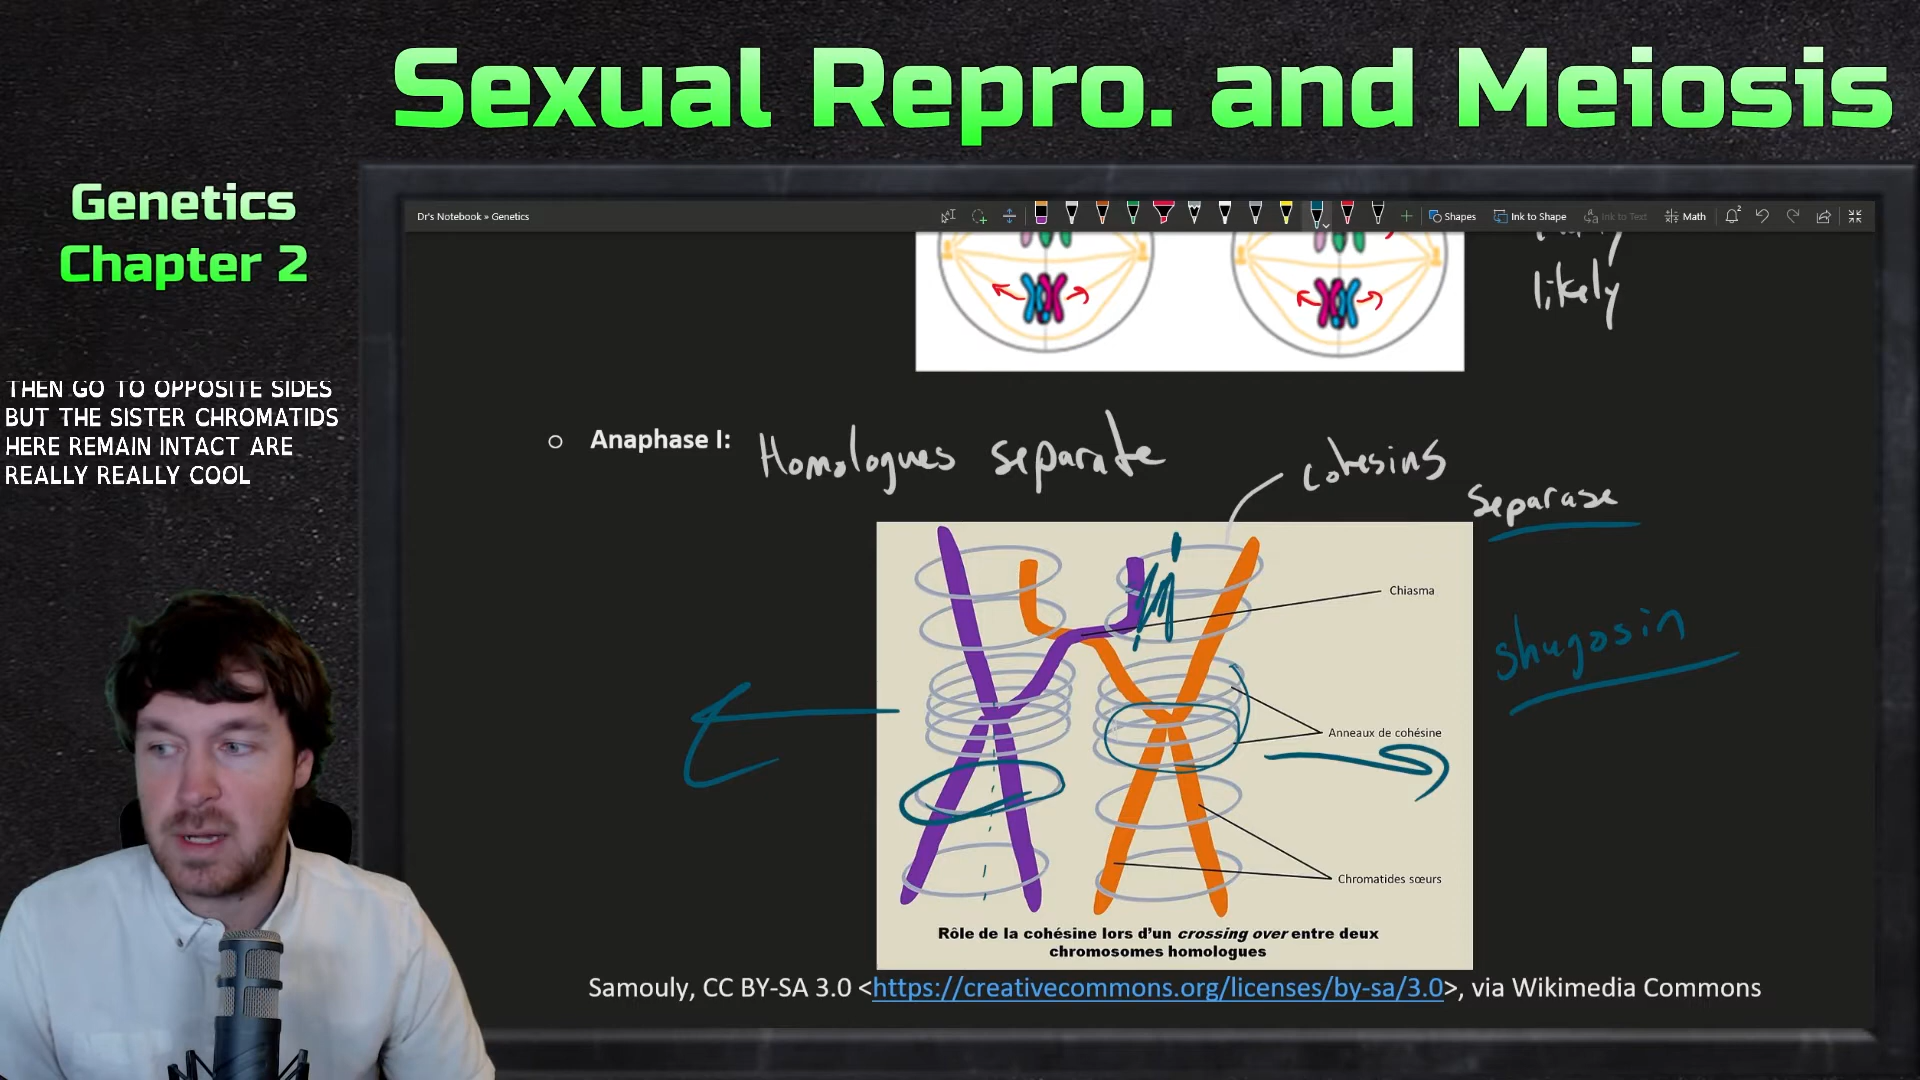 Sexual Repro. and Meiosis
Genetics
Chapter 2
Dr's Notebook » Genetics
Shapes
Ink to Shape
Ink to Text
Math
likely
THEN GO TO OPPOSITE SIDES
BUT THE SISTER CHROMATIDS
HERE REMAIN INTACT ARE
REALLY REALLY COOL
Anaphase I: Homologues separate
cohesins
separase
shugosin
Chiasma
Anneaux de cohésine
Chromatides sœurs
Rôle de la cohésine lors d'un crossing over entre deux
chromosomes homologues
Samouly, CC BY-SA 3.0 <https://creativecommons.org/licenses/by-sa/3.0>, via Wikimedia Commons